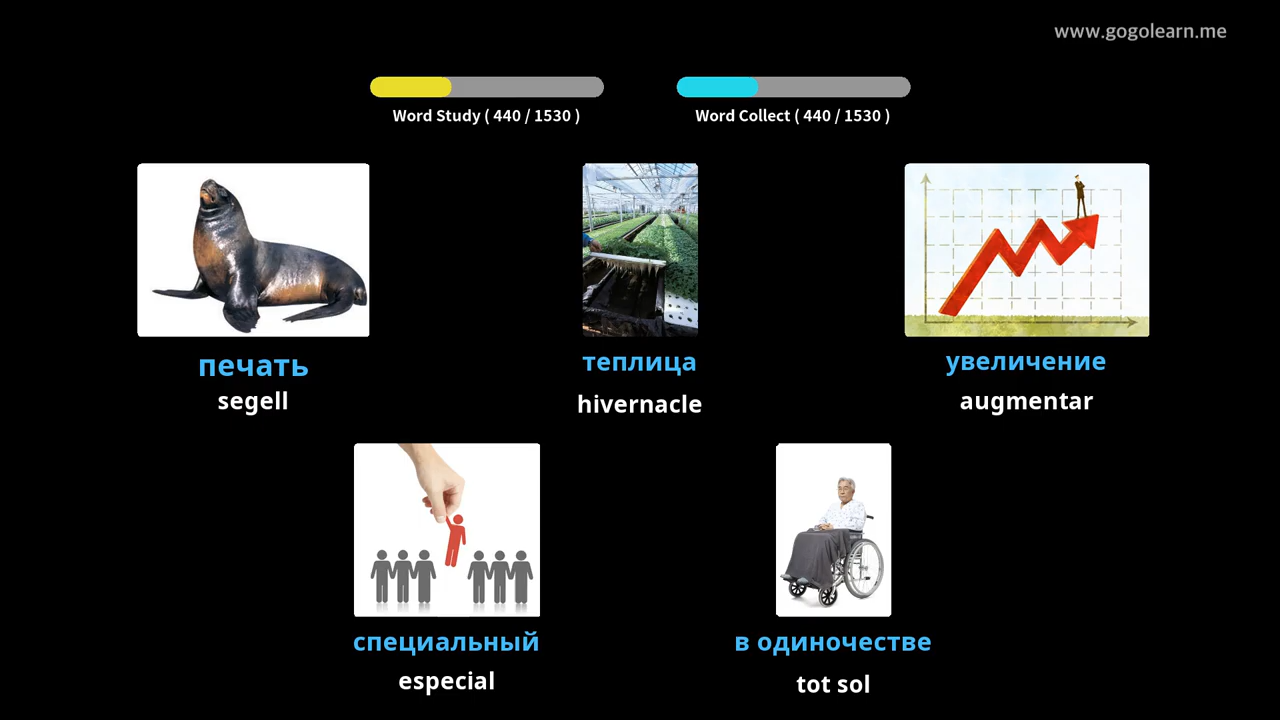 www.gogolearn.me
Word Study ( 440 / 1530 )
Word Collect ( 440 / 1530 )
печать
segell
теплица
hivernacle
увеличение
augmentar
специальный
especial
в одиночестве
tot sol